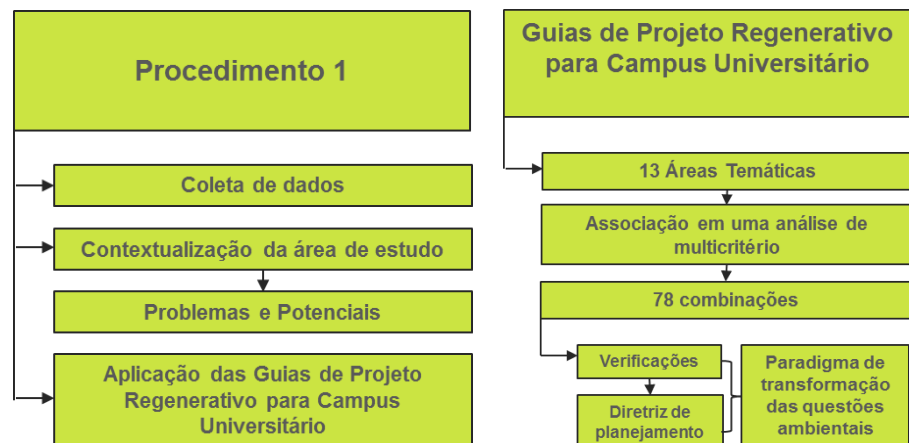 Procedimento 1
Coleta de dados
Contextualização da área de estudo
Problemas e Potenciais
Aplicação das Guias de Projeto
Regenerativo para Campus
Universitário
Guias de Projeto Regenerativo
para Campus Universitário
13 Áreas Temáticas
Associação em uma análise de
multicritério
78 combinações
Verificações
Diretriz de
planejamento
Paradigma de
transformação
das questões
ambientais